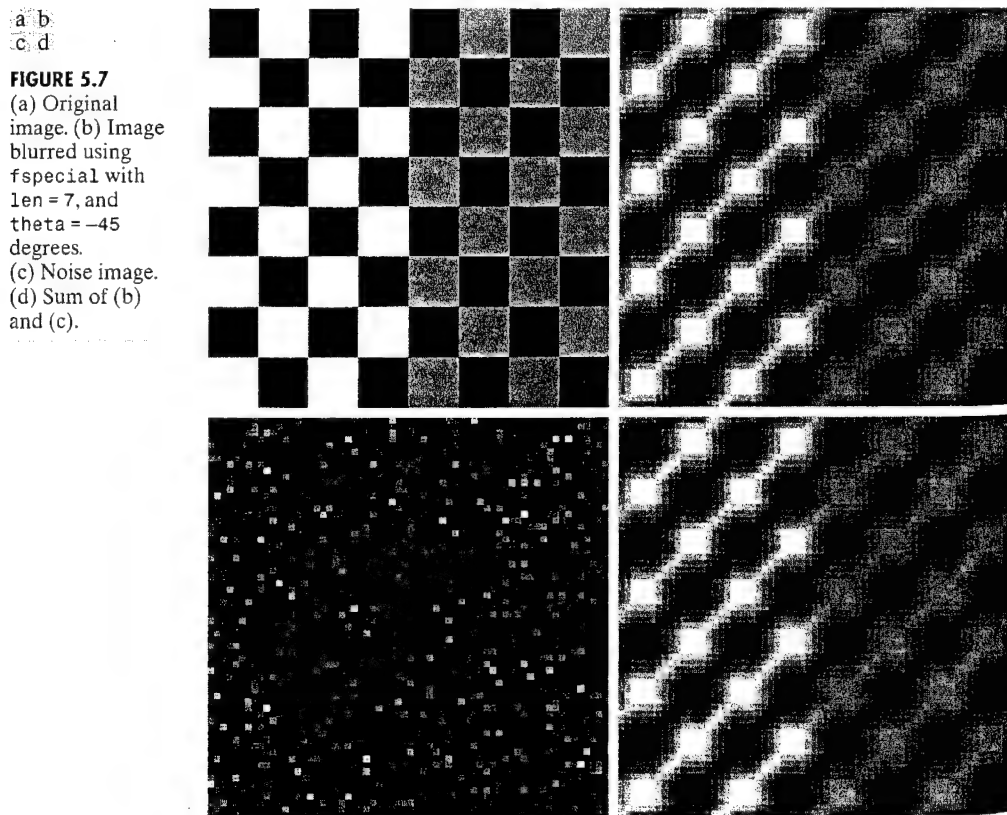 a b
c d
FIGURE 5.7
(a) Original
image. (b) Image
blurred using
fspecial with
len = 7, and
theta = −45
degrees.
(c) Noise image.
(d) Sum of (b)
and (c).